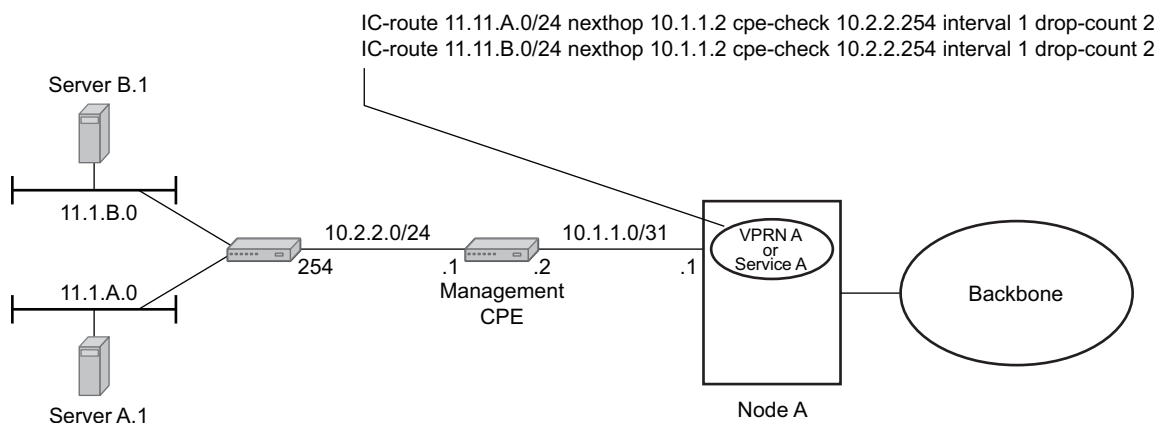 IC-route 11.11.A.0/24 nexthop 10.1.1.2 cpe-check 10.2.2.254 interval 1 drop-count 2
IC-route 11.11.B.0/24 nexthop 10.1.1.2 cpe-check 10.2.2.254 interval 1 drop-count 2
Server B.1
11.1.B.0
10.2.2.0/24
10.1.1.0/31
VPRN A
or
Service A
254
.1
.2
.1
Management
CPE
Backbone
11.1.A.0
Server A.1
Node A